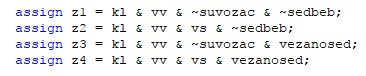 assign z1 = kl & vv & ~suvozac & ~sedbeb;
assign z2 = kl & vv & vs & ~sedbeb;
assign z3 = kl & vv & ~suvozac & vezanosed;
assign z4 = kl & vv & vs & vezanosed;